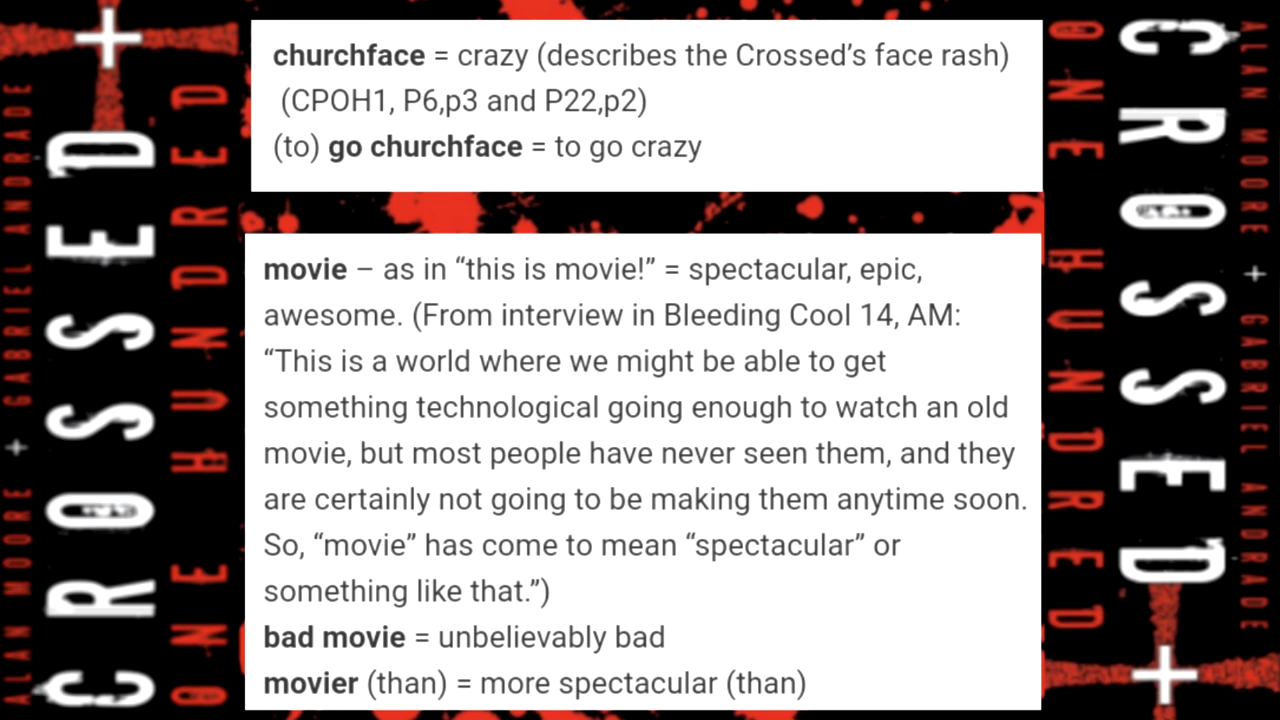 ALAN MOORE + GABRIEL ANDRADE
CROSSED +
ONE HUNDRED
churchface = crazy (describes the Crossed’s face rash)
(CPOH1, P6,p3 and P22,p2)
(to) go churchface = to go crazy
movie – as in “this is movie!” = spectacular, epic,
awesome. (From interview in Bleeding Cool 14, AM:
“This is a world where we might be able to get
something technological going enough to watch an old
movie, but most people have never seen them, and they
are certainly not going to be making them anytime soon.
So, “movie” has come to mean “spectacular” or
something like that.”)
bad movie = unbelievably bad
movier (than) = more spectacular (than)
ONE HUNDRED
CROSSED +
ALAN MOORE + GABRIEL ANDRADE